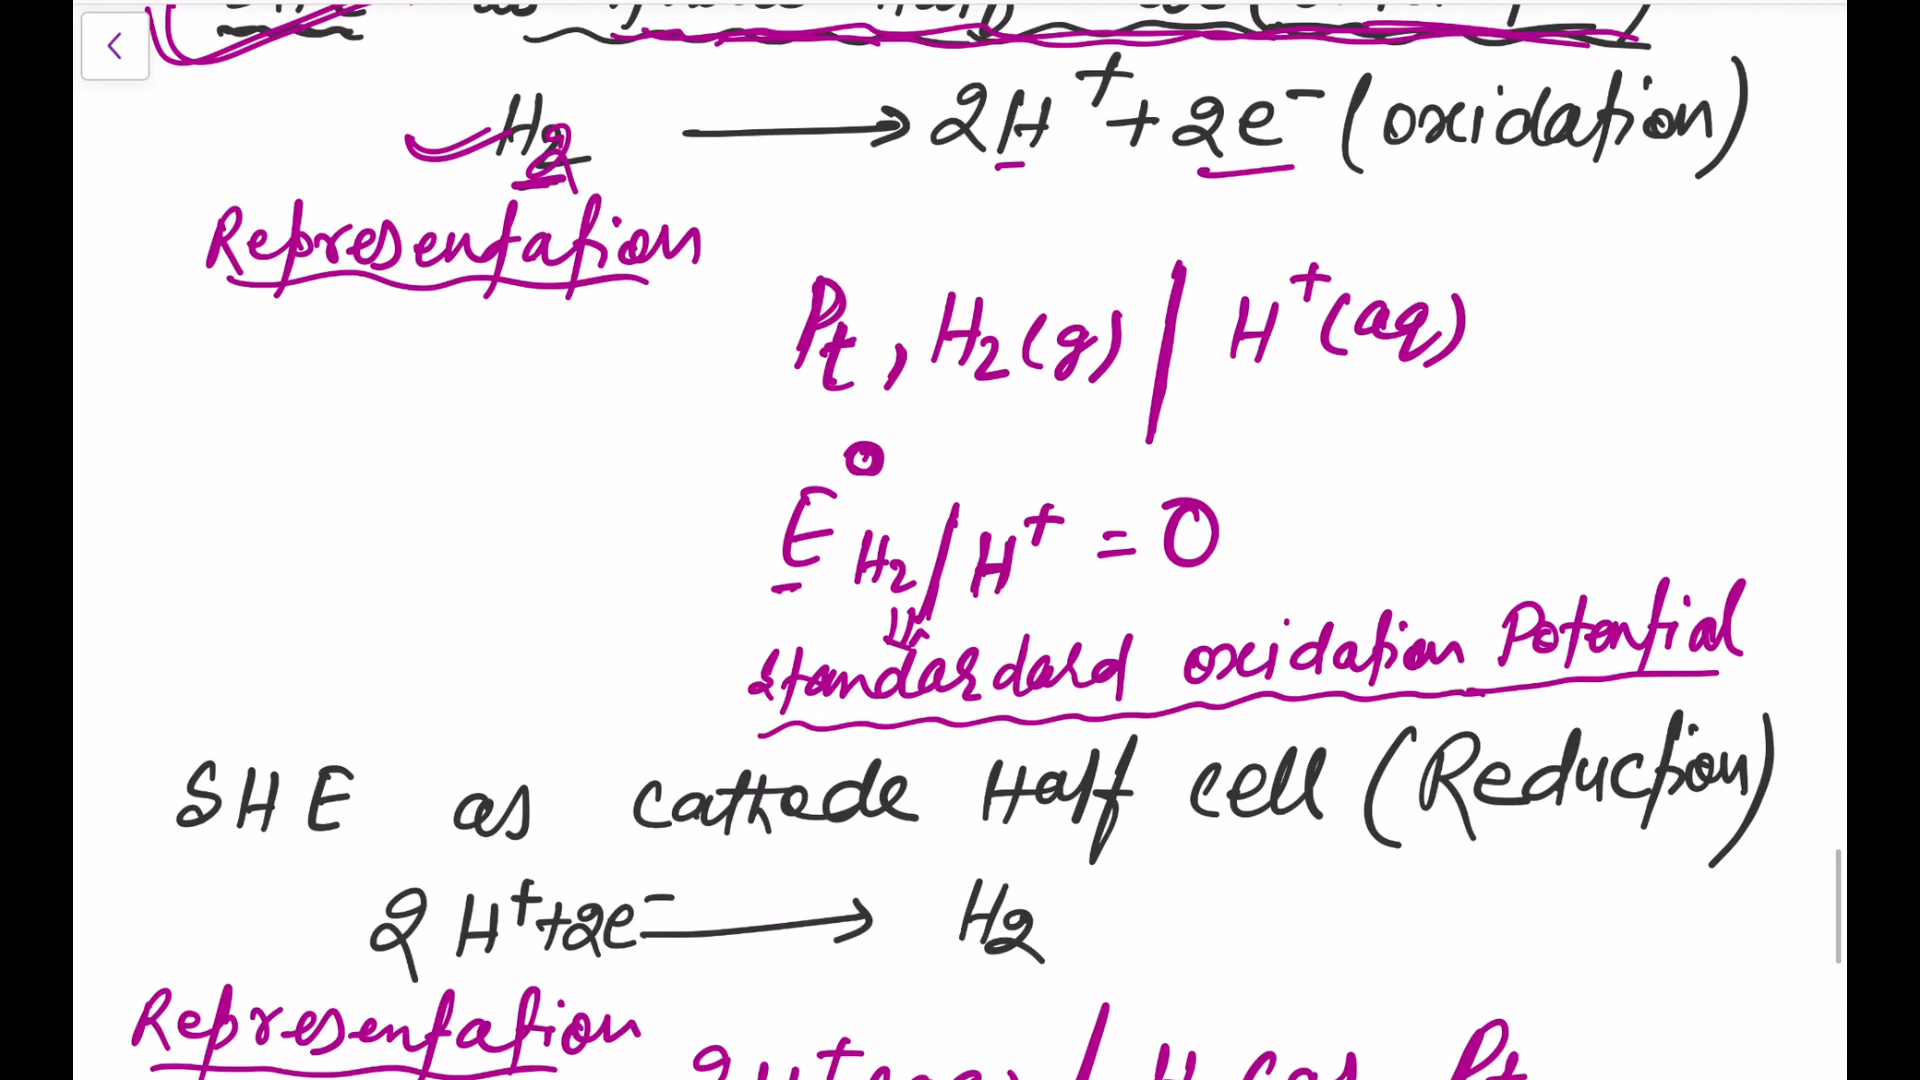 H2 → 2H⁺ + 2e⁻ (oxidation)
Representation
Pt, H2(g) / H⁺(aq)
E° H2/H⁺ = 0
Standardard oxidation Potential
SHE as cathode Half cell (Reduction)
2H⁺+2e⁻ → H2
Representation